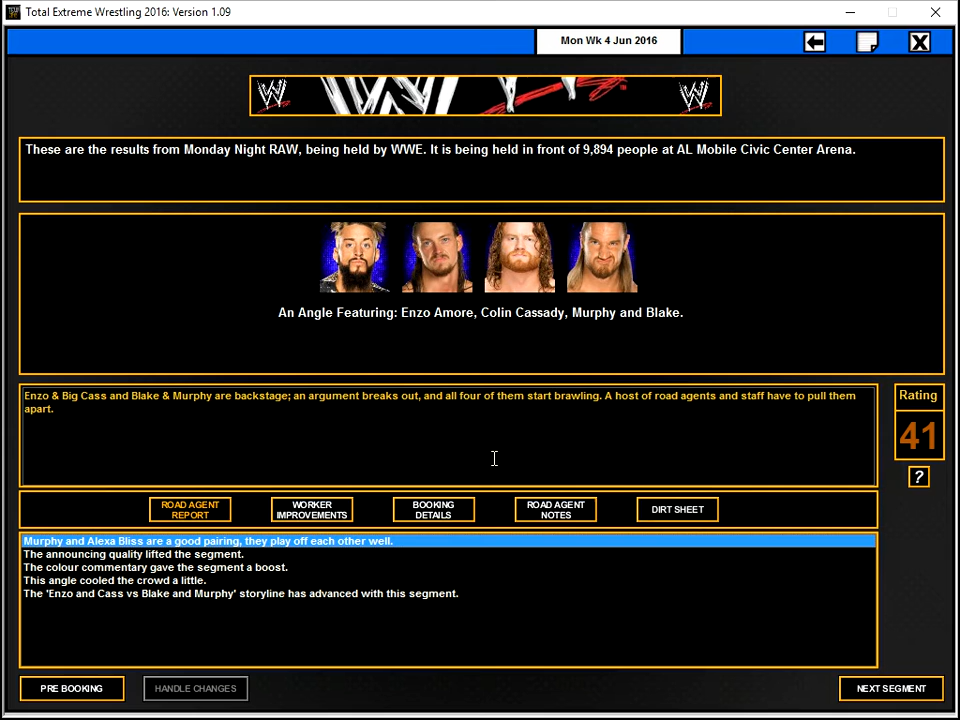 Total Extreme Wrestling 2016: Version 1.09
Mon Wk 4 Jun 2016
These are the results from Monday Night RAW, being held by WWE. It is being held in front of 9,894 people at AL Mobile Civic Center Arena.
An Angle Featuring: Enzo Amore, Colin Cassady, Murphy and Blake.
Enzo & Big Cass and Blake & Murphy are backstage; an argument breaks out, and all four of them start brawling. A host of road agents and staff have to pull them
apart.
Rating
41
?
ROAD AGENT
REPORT
WORKER
IMPROVEMENTS
BOOKING
DETAILS
ROAD AGENT
NOTES
DIRT SHEET
Murphy and Alexa Bliss are a good pairing, they play off each other well.
The announcing quality lifted the segment.
The colour commentary gave the segment a boost.
This angle cooled the crowd a little.
The 'Enzo and Cass vs Blake and Murphy' storyline has advanced with this segment.
PRE BOOKING
HANDLE CHANGES
NEXT SEGMENT